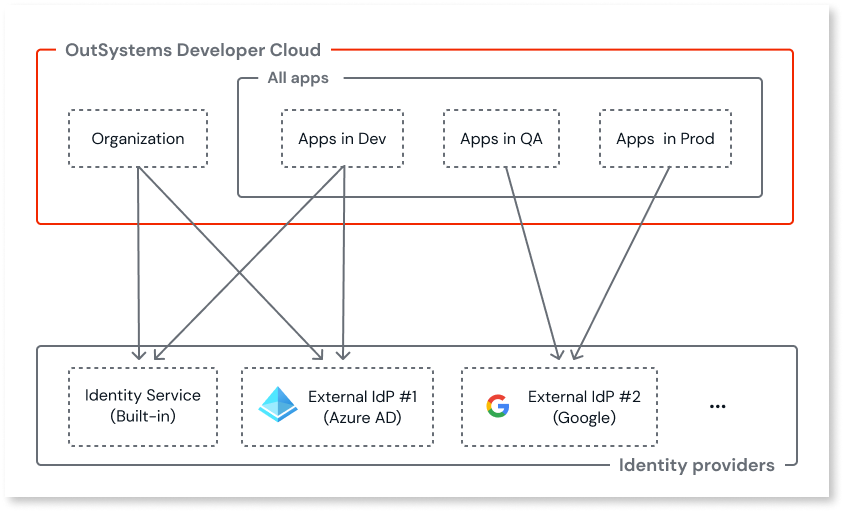 OutSystems Developer Cloud
All apps
Organization
Apps in Dev
Apps in QA
Apps in Prod
Identity Service
(Built-in)
External IdP #1
(Azure AD)
External IdP #2
(Google)
...
Identity providers